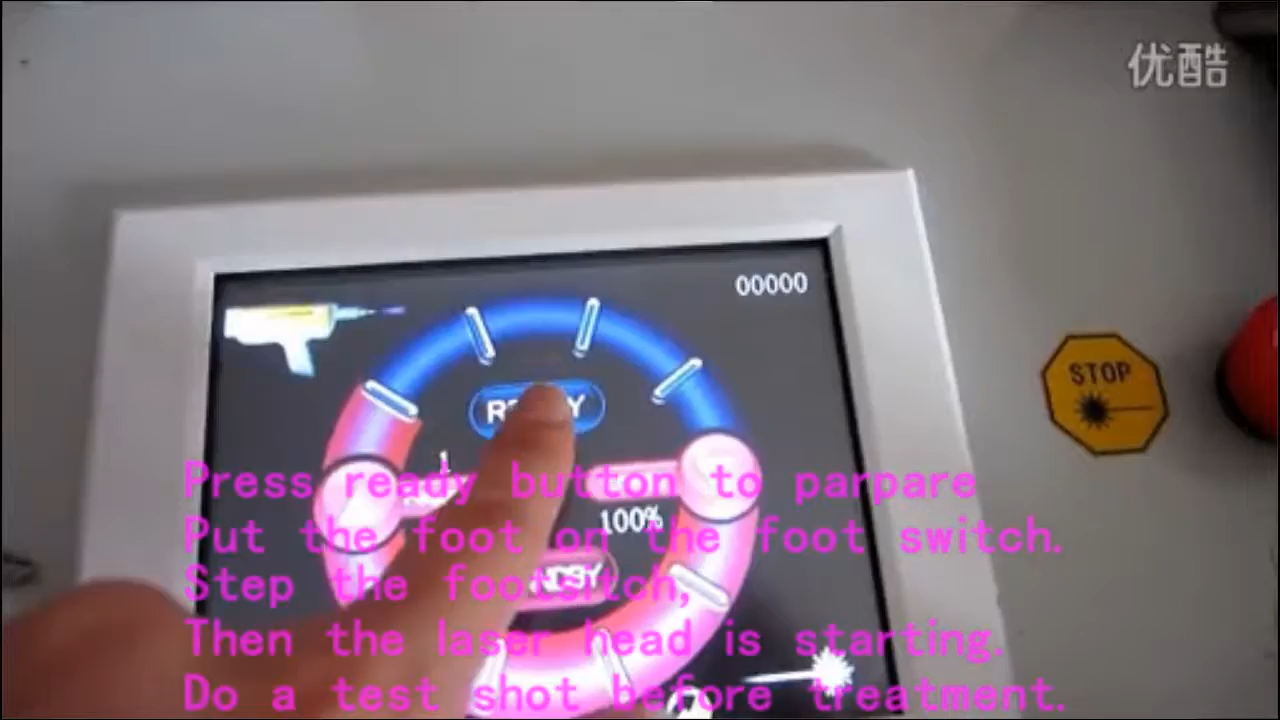 优酷
00000
STOP
1
100%
Press ready button to parpare
Put the foot on the foot switch.
Step the footsitch,
Then the laser head is starting.
Do a test shot before treatment.